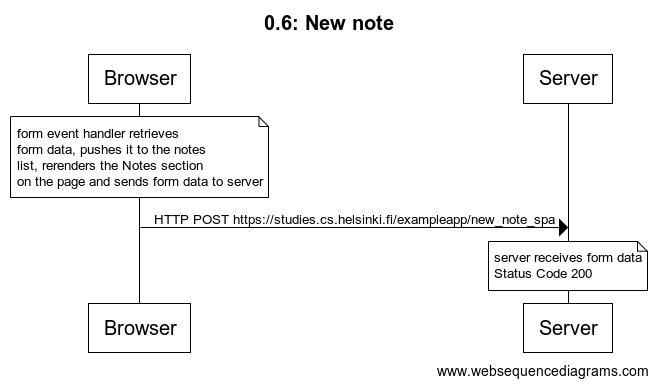 0.6: New note
Browser
Server
form event handler retrieves
form data, pushes it to the notes
list, rerenders the Notes section
on the page and sends form data to server
HTTP POST https://studies.cs.helsinki.fi/exampleapp/new_note_spa
server receives form data
Status Code 200
Browser
Server
www.websequencediagrams.com